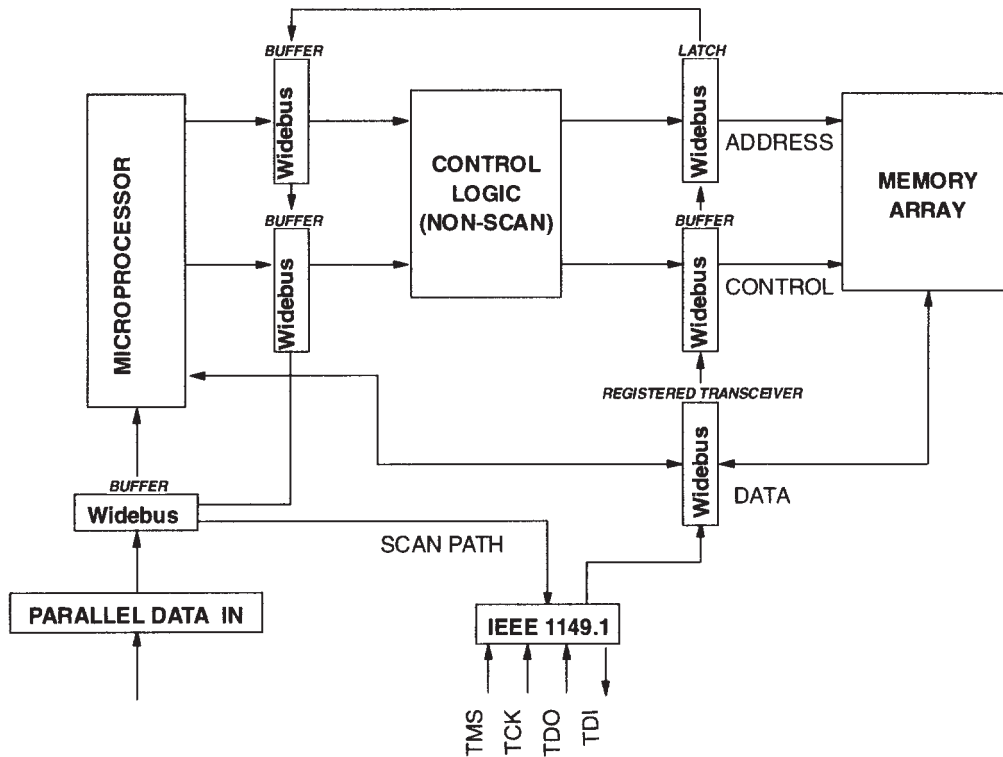 BUFFER
Widebus
LATCH
Widebus
MICROPROCESSOR
CONTROL
LOGIC
(NON-SCAN)
ADDRESS
MEMORY
ARRAY
BUFFER
Widebus
BUFFER
Widebus
CONTROL
REGISTERED TRANSCEIVER
Widebus
DATA
BUFFER
Widebus
SCAN PATH
PARALLEL DATA IN
IEEE 1149.1
TMS
TCK
TDO
TDI